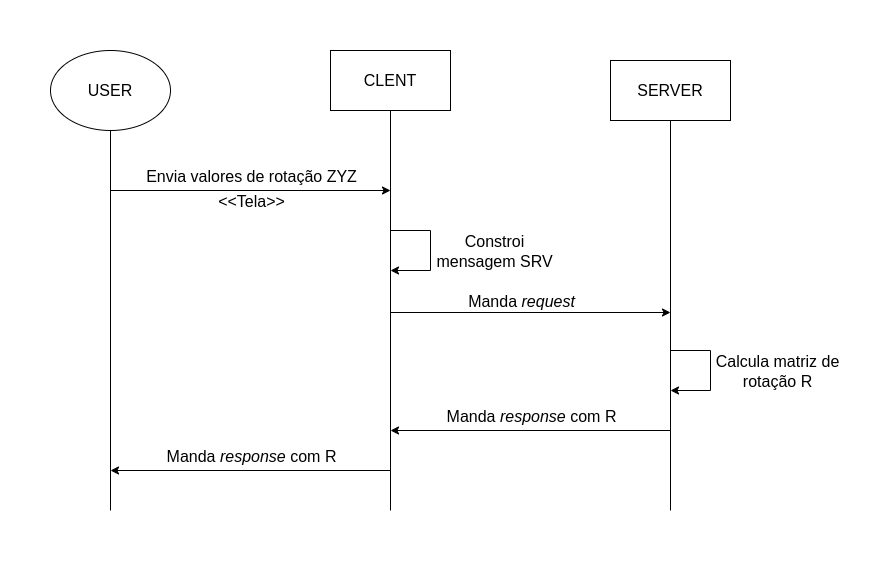 USER
CLENT
SERVER
Envia valores de rotação ZYZ
<<Tela>>
Constroi
mensagem SRV
Manda request
Calcula matriz de
rotação R
Manda response com R
Manda response com R